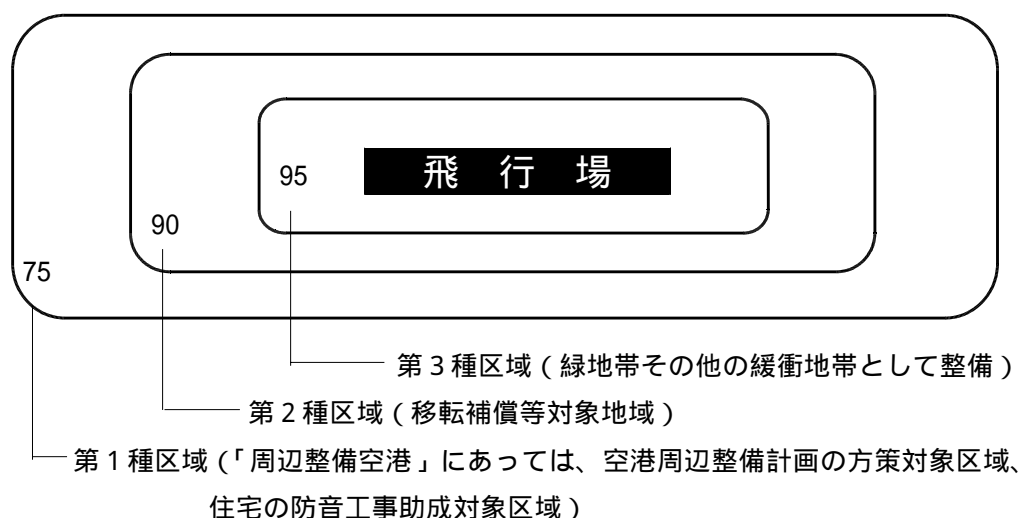 飛行場
95
90
75
第3種区域(緑地帯その他の緩衝地帯として整備)
第2種区域(移転補償等対象地域)
第1種区域(「周辺整備空港」にあっては、空港周辺整備計画の方策対象区域、
住宅の防音工事助成対象区域)